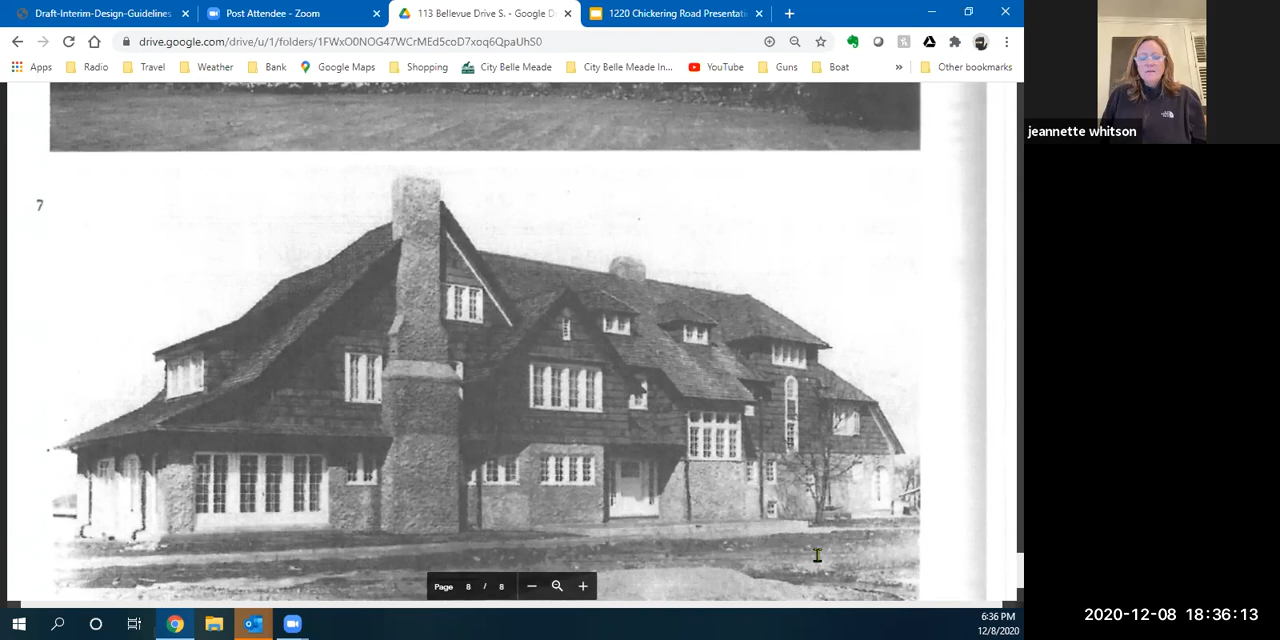 Draft-Interim-Design-Guidelines
Post Attendee - Zoom
113 Bellevue Drive S. - Google D
1220 Chickering Road Presentati
drive.google.com/drive/u/1/folders/1FWxO0NOG47WCrMEd5coD7xoq6QpaUhS0
Apps
Radio
Travel
Weather
Bank
Google Maps
Shopping
City Belle Meade
City Belle Meade In...
YouTube
Guns
Boat
»
Other bookmarks
jeannette whitson
7
Page 8 / 8
6:36 PM
12/8/2020
2020-12-08 18:36:13